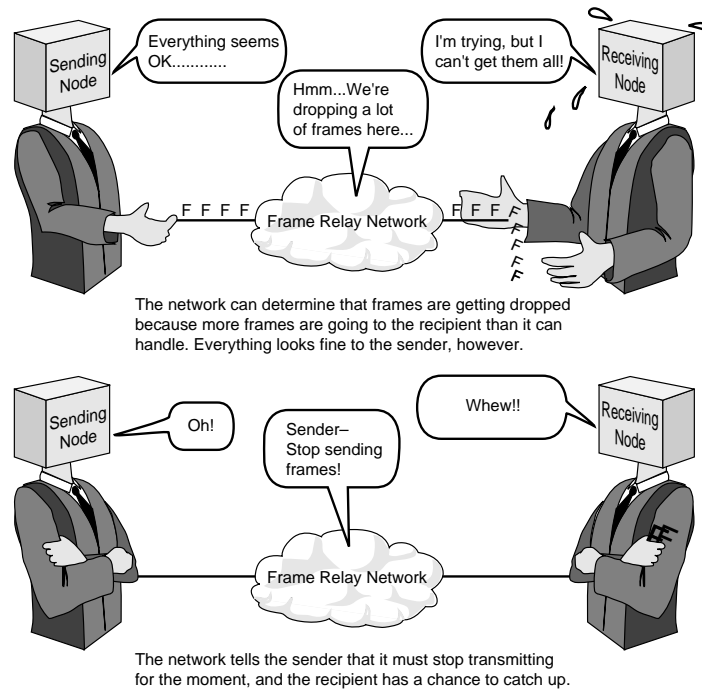 Sending
Node
Everything seems
OK............
Hmm...We're
dropping a lot
of frames here...
I'm trying, but I
can't get them all!
Receiving
Node
F F F F
Frame Relay Network
F F F F
F
F
F
F
The network can determine that frames are getting dropped
because more frames are going to the recipient than it can
handle. Everything looks fine to the sender, however.
Sending
Node
Oh!
Sender–
Stop sending
frames!
Whew!!
Receiving
Node
FF
F
Frame Relay Network
The network tells the sender that it must stop transmitting
for the moment, and the recipient has a chance to catch up.